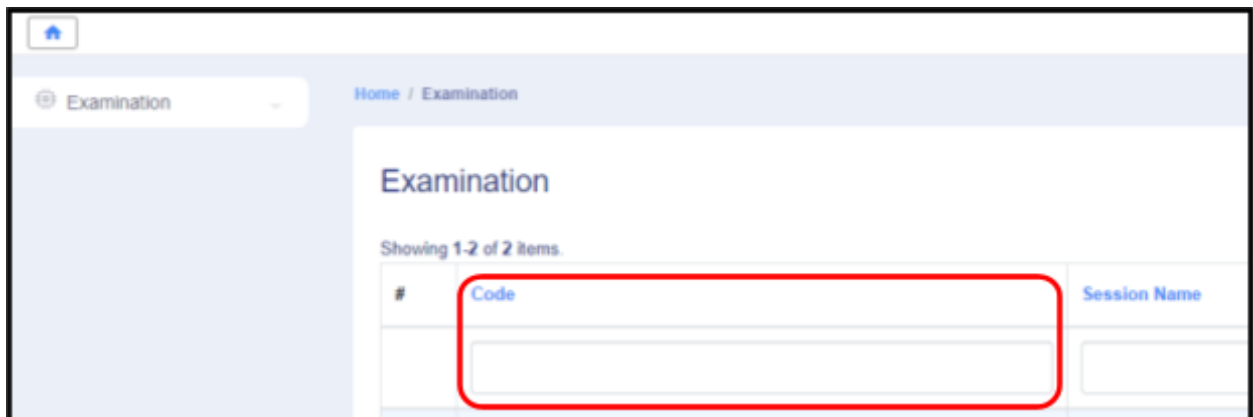 Examination
Home / Examination
Examination
Showing 1-2 of 2 items.
# Code Session Name